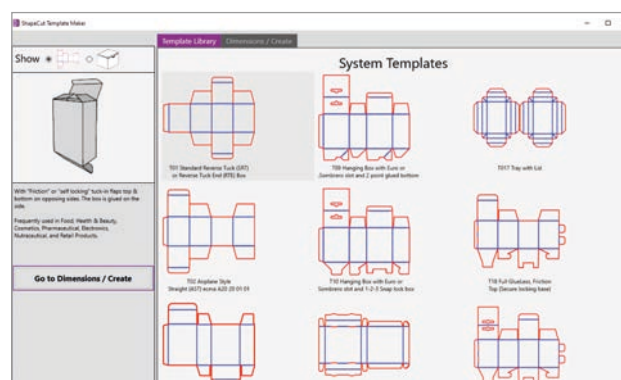 ShapeCut Template Maker
Template Library
Dimensions / Create
Show
System Templates
T01 Standard Reverse Tuck (SRT)
or Reverse Tuck End (RTE) Box
T09 Hanging Box with Euro or
Sombrero slot and 2 point glued bottom
T017 Tray with Lid
With "Friction" or "self locking" tuck-in flaps top &
bottom on opposing sides. The box is glued on the
side.
Frequently used in Food, Health & Beauty,
Cosmetics, Pharmaceutical, Electronics,
Nutraceutical, and Retail Products.
Go to Dimensions / Create
T02 Airplane Style
Straight (AST) ecma A20 20 01 01
T10 Hanging Box with Euro or
Sombrero slot and 1-2-3 Snap lock box
T18 Full Glueless, Friction
Top (Secure locking base)